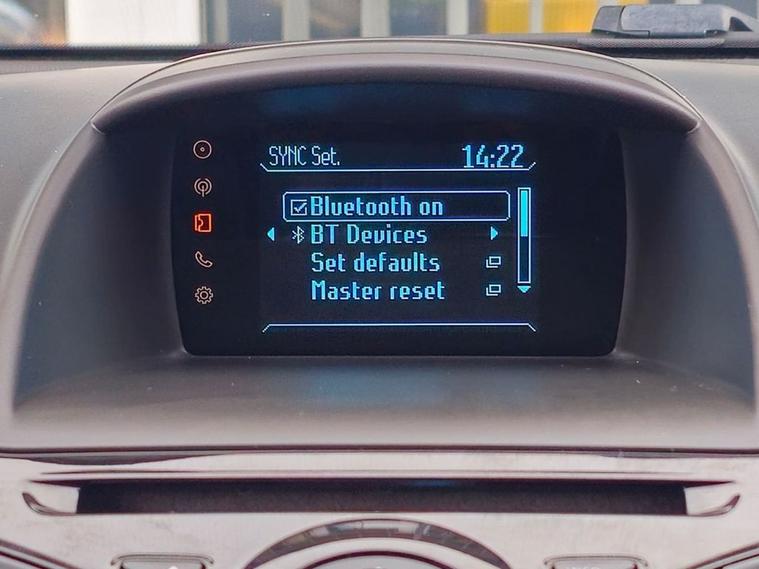 SYNC Set.
14:22
Bluetooth on
BT Devices
Set defaults
Master reset